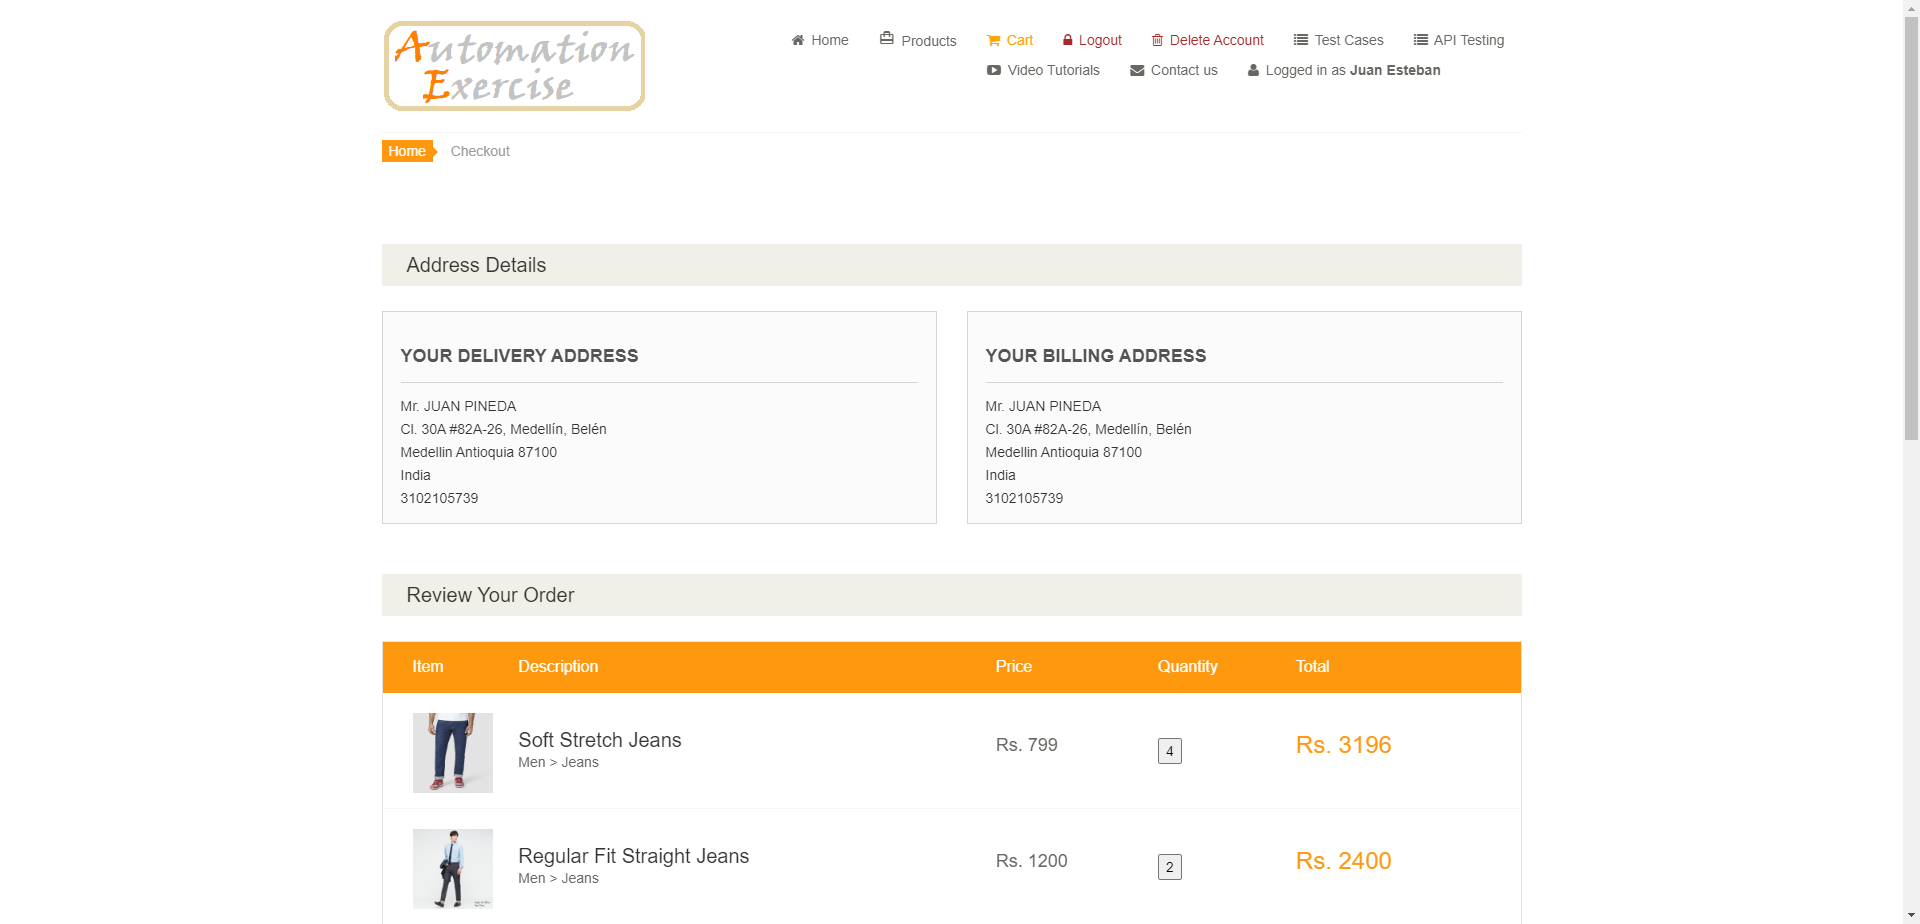 Automation
Exercise
Home
Products
Cart
Logout
Delete Account
Test Cases
API Testing
Video Tutorials
Contact us
Logged in as Juan Esteban
Home
Checkout
Address Details
YOUR DELIVERY ADDRESS
Mr. JUAN PINEDA
Cl. 30A #82A-26, Medellín, Belén
Medellin Antioquia 87100
India
3102105739
YOUR BILLING ADDRESS
Mr. JUAN PINEDA
Cl. 30A #82A-26, Medellín, Belén
Medellin Antioquia 87100
India
3102105739
Review Your Order
Item Description Price Quantity Total
Soft Stretch Jeans
Men > Jeans
Rs. 799
4
Rs. 3196
Regular Fit Straight Jeans
Men > Jeans
Rs. 1200
2
Rs. 2400